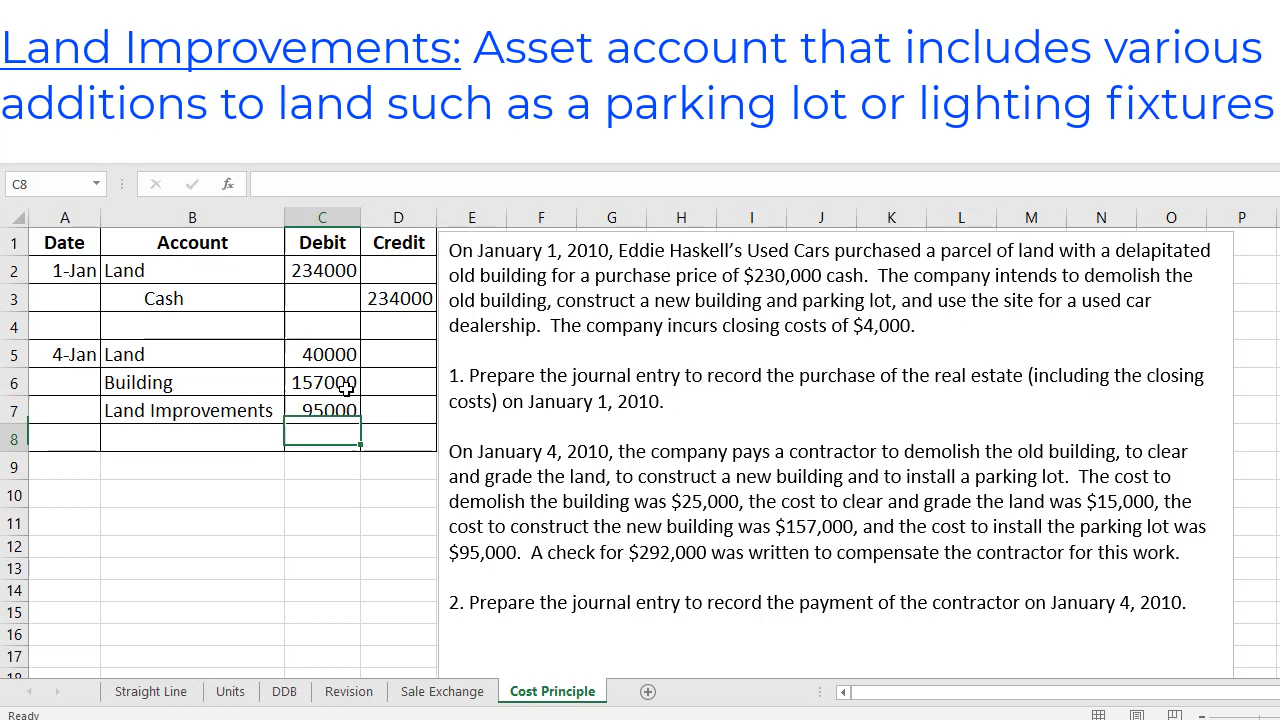 Land Improvements: Asset account that includes various
additions to land such as a parking lot or lighting fixtures
C8
fx
A B C D E F G H I J K L M N O P
1 Date Account Debit Credit
2 1-Jan Land 234000
3 Cash 234000
4
5 4-Jan Land 40000
6 Building 157000
7 Land Improvements 95000
8
9
10
11
12
13
14
15
16
17
18
On January 1, 2010, Eddie Haskell’s Used Cars purchased a parcel of land with a delapitated
old building for a purchase price of $230,000 cash. The company intends to demolish the
old building, construct a new building and parking lot, and use the site for a used car
dealership. The company incurs closing costs of $4,000.
1. Prepare the journal entry to record the purchase of the real estate (including the closing
costs) on January 1, 2010.
On January 4, 2010, the company pays a contractor to demolish the old building, to clear
and grade the land, to construct a new building and to install a parking lot. The cost to
demolish the building was $25,000, the cost to clear and grade the land was $15,000, the
cost to construct the new building was $157,000, and the cost to install the parking lot was
$95,000. A check for $292,000 was written to compensate the contractor for this work.
2. Prepare the journal entry to record the payment of the contractor on January 4, 2010.
Straight Line Units DDB Revision Sale Exchange Cost Principle
Ready